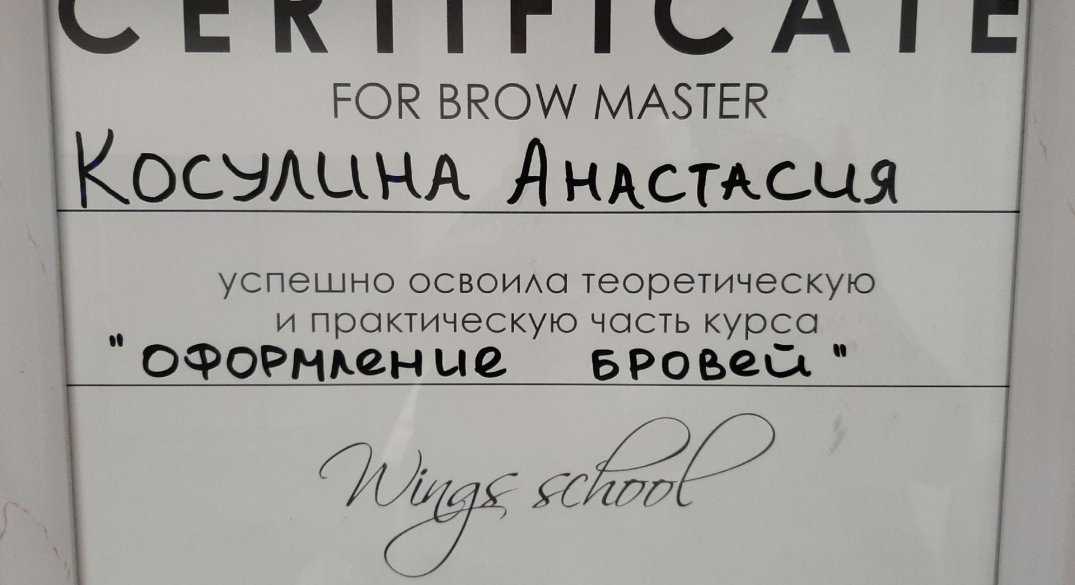 CERTIFICATE
FOR BROW MASTER
Косулина Анастасия
успешно освоила теоретическую
и практическую часть курса
"оформление бровей"
Wings school